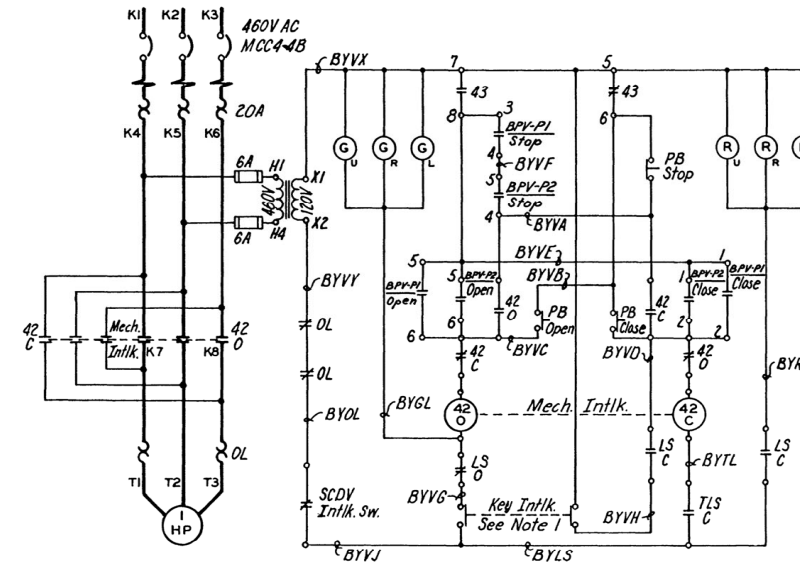 K1 K2 K3
460V AC
MCC4-4B
BYVX
7
5
43
43
20A
8
3
6
K4 K5 K6
BPV-P1
Stop
G U
G R
G L
R U
R R
4
BYVF
PB
Stop
6A
H1
X1
460V
120V
5
BPV-P2
Stop
6A
H4
X2
4
BYVA
BYVE
5
1
BYVY
BPV-P1
Open
5
BPV-P2
Open
BYVB
1
BPV-P2
Close
BPV-P1
Close
42
O
PB
Open
PB
Close
42
C
OL
6
2
42
C
Mech.
Intlk.
42
O
K7
K8
6
BYVC
2
42
C
BYVD
42
O
OL
BYOL
BYGL
42
O
Mech. Intlk.
42
C
OL
LS
O
LS
C
BYTL
LS
C
T1 T2 T3
SCDV
Intlk. Sw.
BYVG
Key Intlk.
See Note 1
BYVH
TLS
C
1
HP
BYVJ
BYLS